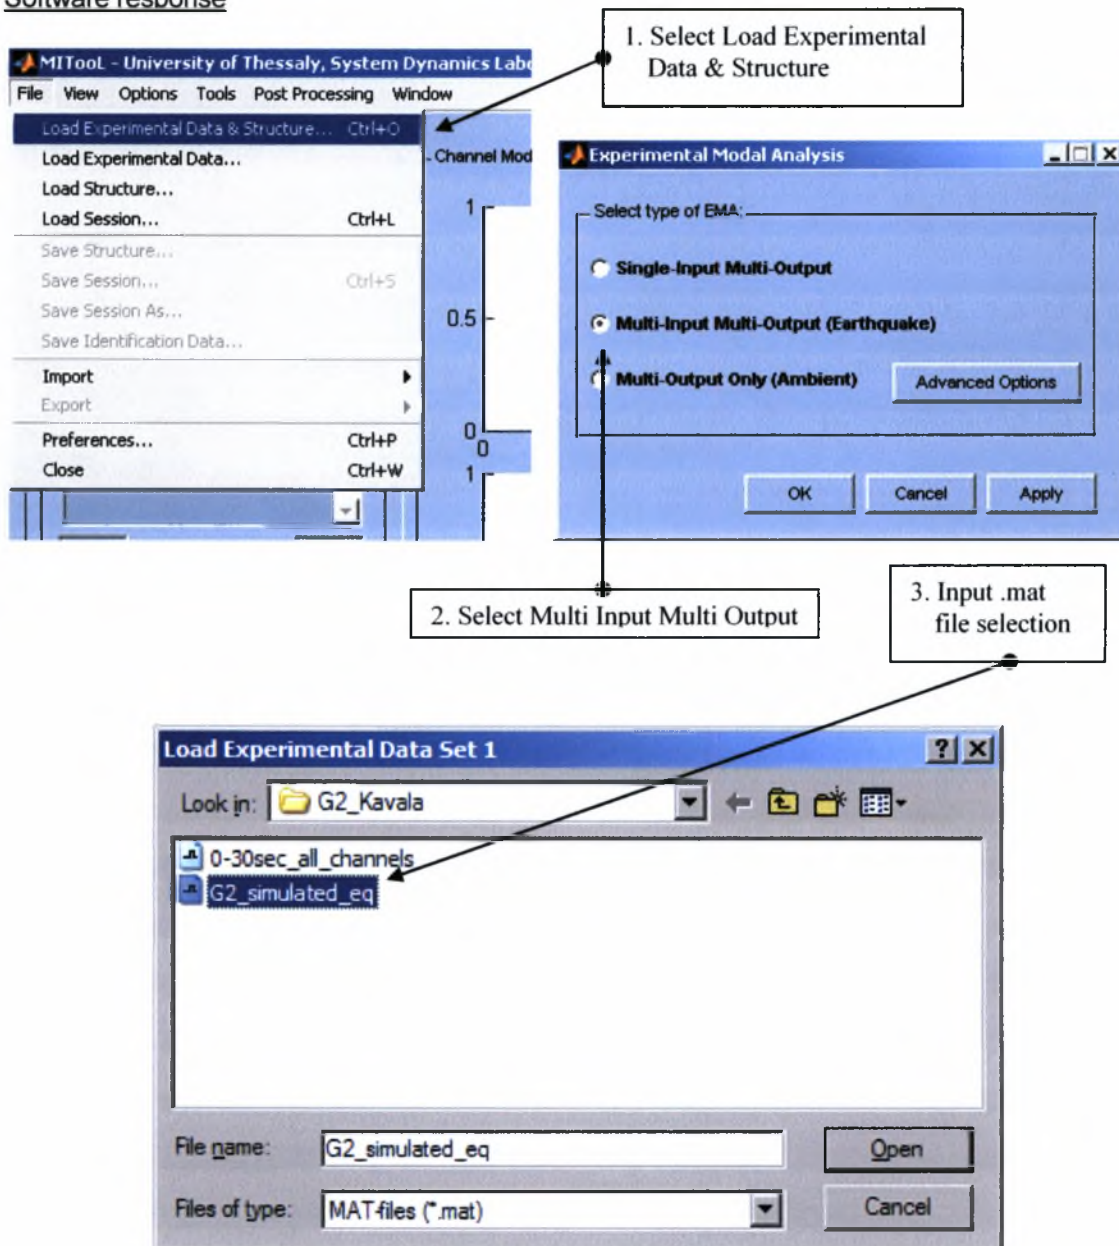 Software response
1. Select Load Experimental
Data & Structure
MITooL - University of Thessaly, System Dynamics Labo
File View Options Tools Post Processing Window
Load Experimental Data & Structure... Ctrl+O
Load Experimental Data...
Load Structure...
Load Session... Ctrl+L
Save Structure...
Save Session... Ctrl+S
Save Session As...
Save Identification Data...
Import
Export
Preferences... Ctrl+P
Close Ctrl+W
Channel Mod
1
0.5
0
0
1
Experimental Modal Analysis
Select type of EMA:
Single-Input Multi-Output
Multi-Input Multi-Output (Earthquake)
Multi-Output Only (Ambient) Advanced Options
OK Cancel Apply
2. Select Multi Input Multi Output
3. Input .mat
file selection
Load Experimental Data Set 1
Look in: G2_Kavala
0-30sec_all_channels
G2_simulated_eq
File name: G2_simulated_eq Open
Files of type: MAT-files (*.mat) Cancel